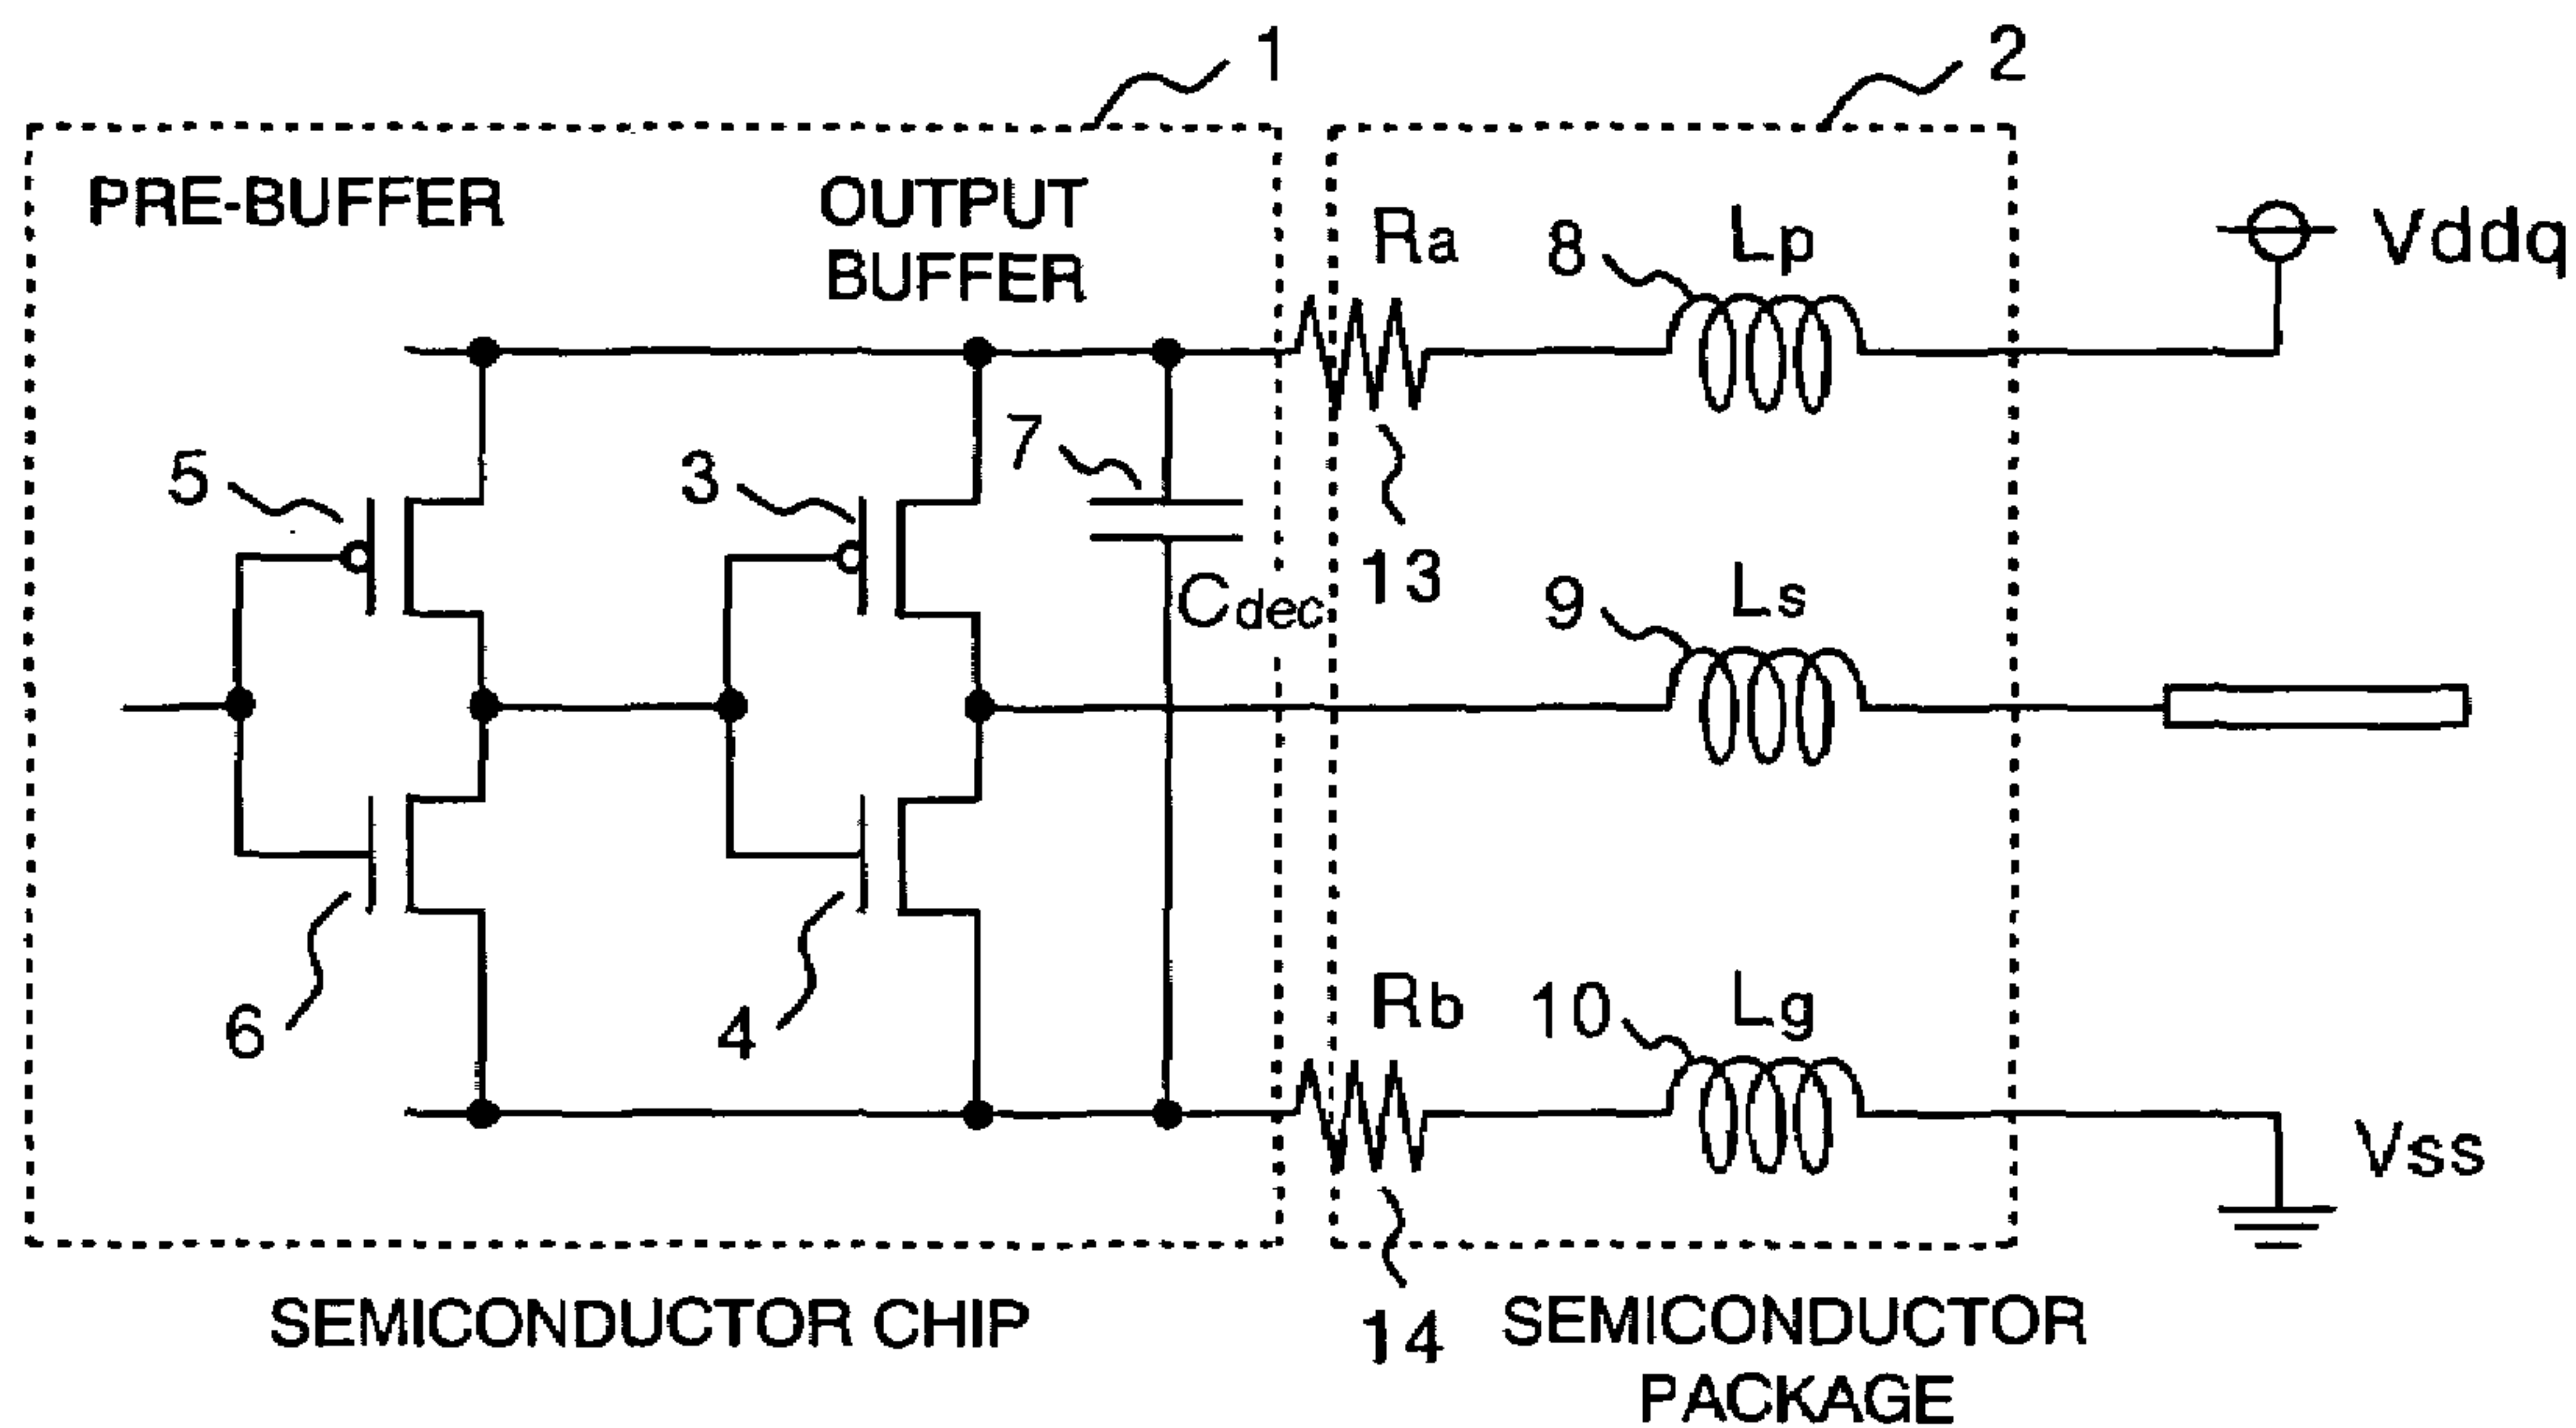 1
2
PRE-BUFFER
OUTPUT
BUFFER
Ra
8
Lp
Vddq
5
3
7
13
Cdec
9
Ls
6
4
Rb
10
Lg
Vss
14
SEMICONDUCTOR CHIP
SEMICONDUCTOR
PACKAGE